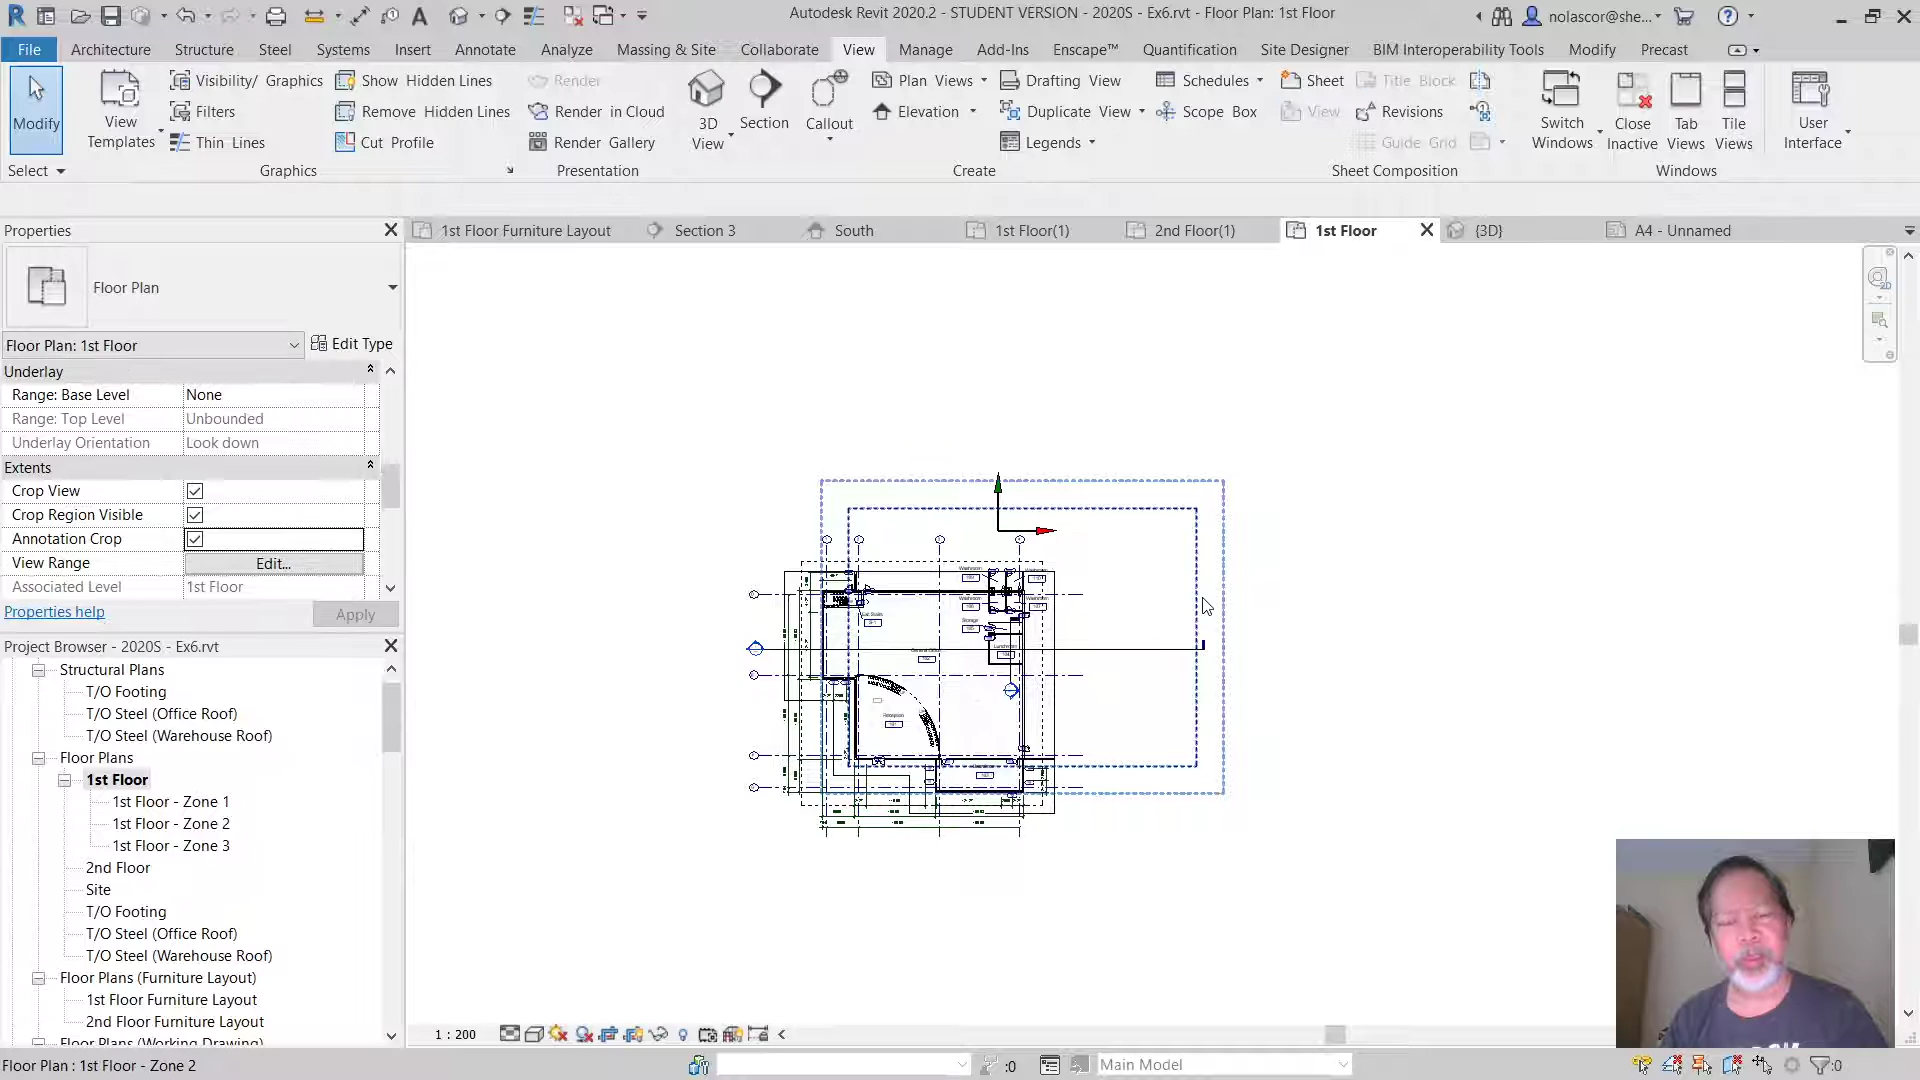 Autodesk Revit 2020.2 - STUDENT VERSION - 2020S - Ex6.rvt - Floor Plan: 1st Floor
nolascor@she...
File Architecture Structure Steel Systems Insert Annotate Analyze Massing & Site Collaborate View Manage Add-Ins Enscape™ Quantification Site Designer BIM Interoperability Tools Modify Precast
Modify
View Templates
Visibility/ Graphics
Filters
Thin Lines
Show Hidden Lines
Remove Hidden Lines
Cut Profile
Render
Render in Cloud
Render Gallery
3D View
Section
Callout
Plan Views
Elevation
Drafting View
Duplicate View
Legends
Schedules
Scope Box
Sheet
View
Title Block
Revisions
Guide Grid
Switch Windows
Close Inactive
Tab Views
Tile Views
User Interface
Select Graphics Presentation Create Sheet Composition Windows
Properties
1st Floor Furniture Layout Section 3 South 1st Floor(1) 2nd Floor(1) 1st Floor {3D} A4 - Unnamed
Floor Plan
Floor Plan: 1st Floor Edit Type
Underlay
Range: Base Level None
Range: Top Level Unbounded
Underlay Orientation Look down
Extents
Crop View
Crop Region Visible
Annotation Crop
View Range Edit...
Associated Level 1st Floor
Properties help Apply
Project Browser - 2020S - Ex6.rvt
Structural Plans
T/O Footing
T/O Steel (Office Roof)
T/O Steel (Warehouse Roof)
Floor Plans
1st Floor
1st Floor - Zone 1
1st Floor - Zone 2
1st Floor - Zone 3
2nd Floor
Site
T/O Footing
T/O Steel (Office Roof)
T/O Steel (Warehouse Roof)
Floor Plans (Furniture Layout)
1st Floor Furniture Layout
2nd Floor Furniture Layout
Floor Plans (Working Drawing)
1 : 200
Floor Plan : 1st Floor - Zone 2
:0
Main Model
:0